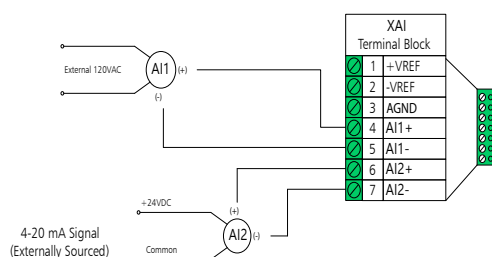 XAI
Terminal Block
1 +VREF
2 -VREF
3 AGND
4 AI1+
5 AI1-
6 AI2+
7 AI2-
External 120VAC
AI1
(+)
(-)
+24VDC
(+)
AI2
(-)
4-20 mA Signal
(Externally Sourced)
Common